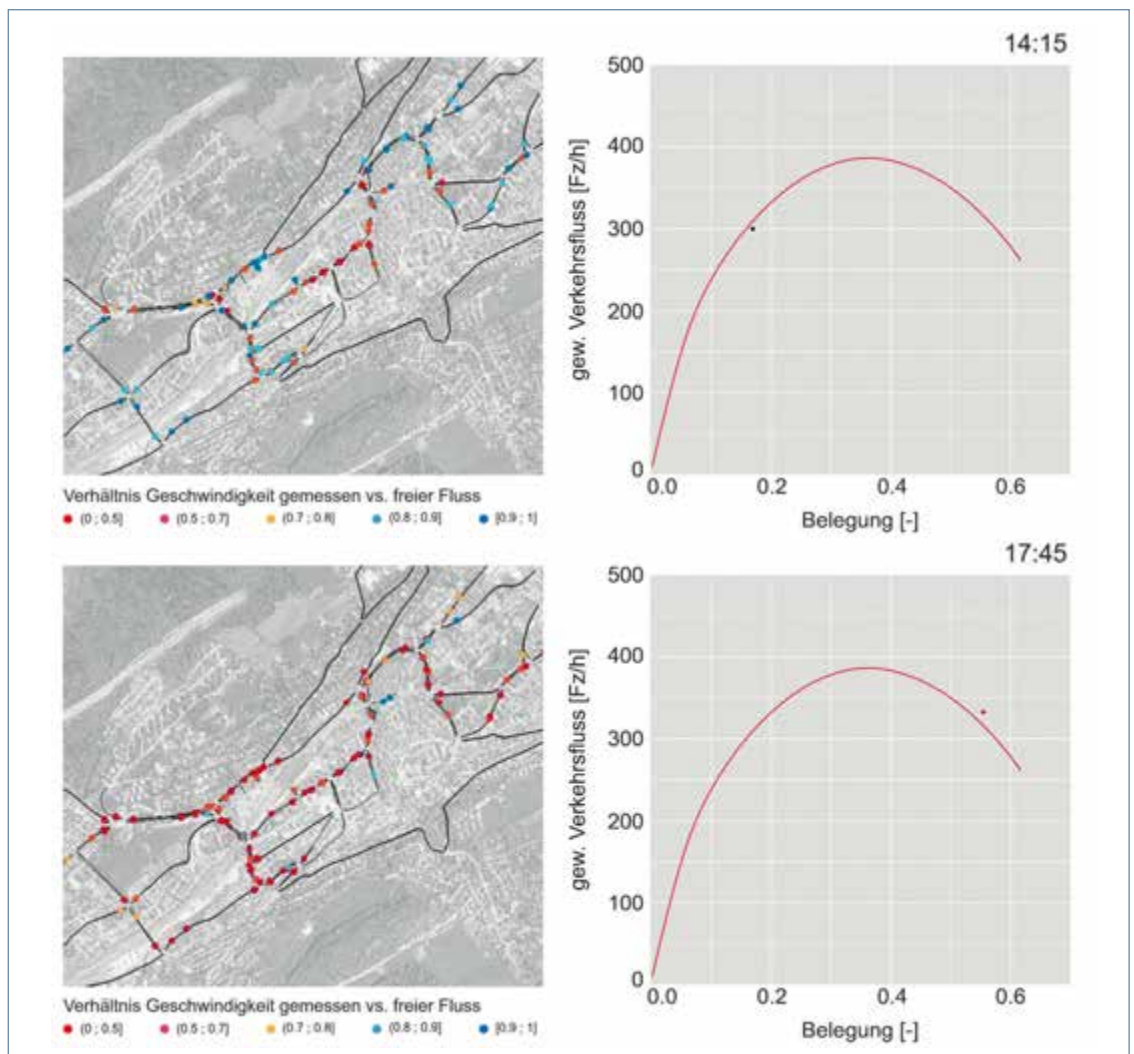 14:15
500
400
300
200
100
0
gew. Verkehrsfluss [Fz/h]
0.0 0.2 0.4 0.6
Belegung [-]
Verhältnis Geschwindigkeit gemessen vs. freier Fluss
(0 ; 0.5] (0.5 ; 0.7] (0.7 ; 0.8] (0.8 ; 0.9] [0.9 ; 1]
17:45
500
400
300
200
100
0
gew. Verkehrsfluss [Fz/h]
0.0 0.2 0.4 0.6
Belegung [-]
Verhältnis Geschwindigkeit gemessen vs. freier Fluss
(0 ; 0.5] (0.5 ; 0.7] (0.7 ; 0.8] (0.8 ; 0.9] [0.9 ; 1]